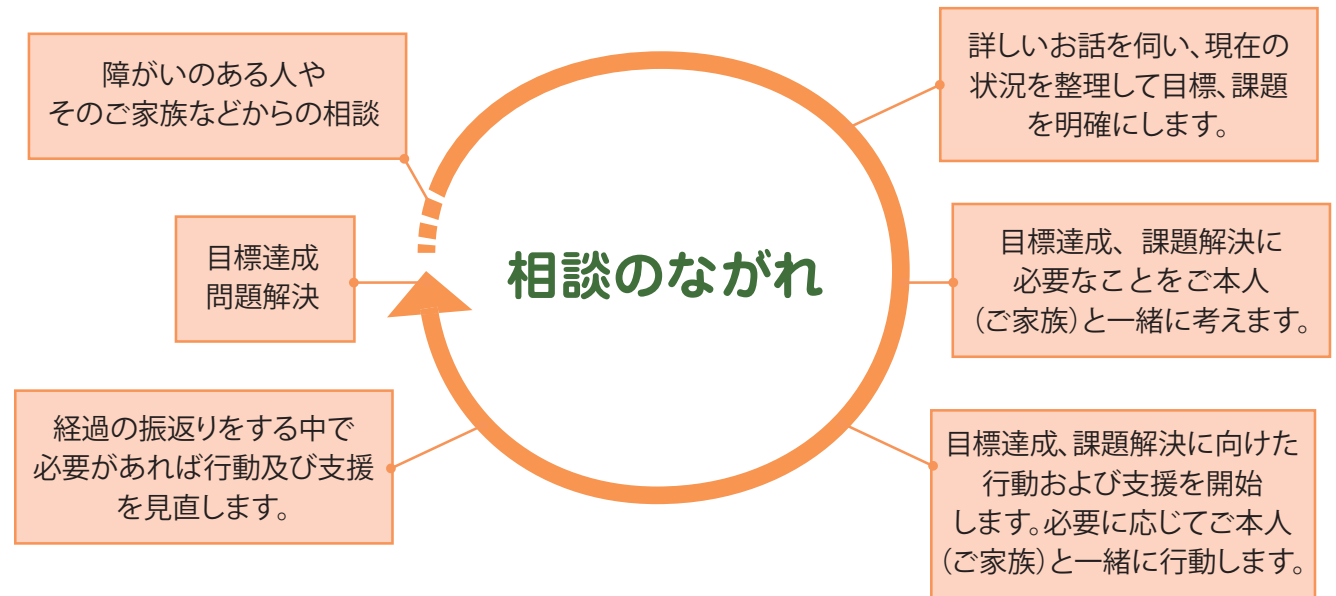 相談のながれ
障がいのある人や
そのご家族などからの相談
詳しいお話を伺い、現在の
状況を整理して目標、課題
を明確にします。
目標達成、課題解決に
必要なことをご本人
（ご家族）と一緒に考えます。
目標達成、課題解決に向けた
行動および支援を開始
します。必要に応じてご本人
（ご家族）と一緒に行動します。
経過の振返りをする中で
必要があれば行動及び支援
を見直します。
目標達成
問題解決